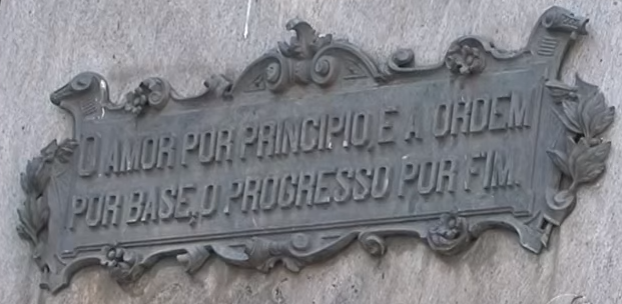 O AMOR POR PRINCIPIO, E A ORDEM
POR BASE, O PROGRESSO POR FIM.